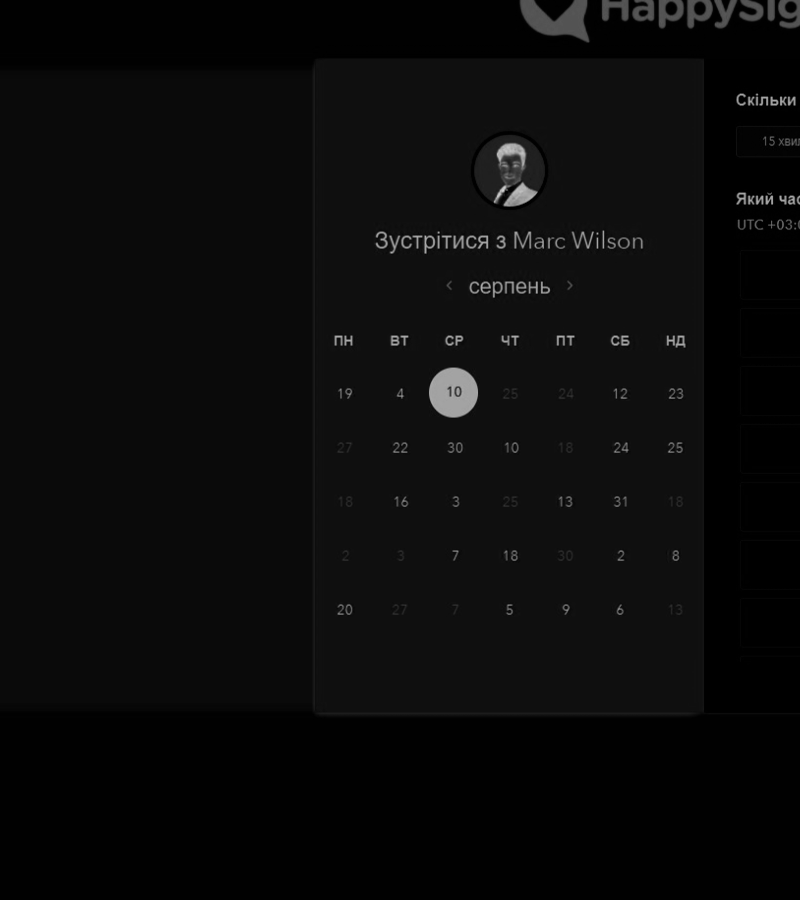 HappySig
Зустрітися з Marc Wilson
серпень
ПН ВТ СР ЧТ ПТ СБ НД
19 4 10 25 24 12 23
27 22 30 10 18 24 25
18 16 3 25 13 31 18
2 3 7 18 30 2 8
20 27 7 5 9 6 13
Скільки
15 хви
Який час
UTC +03:0